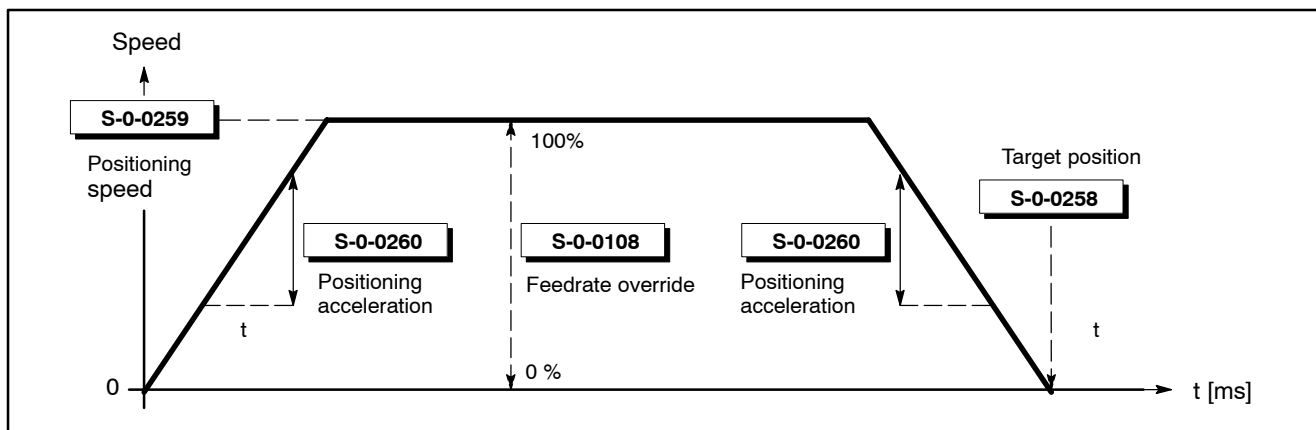 Speed
S-0-0259
Positioning
speed
100%
Target position
S-0-0258
S-0-0260
Positioning
acceleration
S-0-0108
Feedrate override
S-0-0260
Positioning
acceleration
t
t
0
0 %
t [ms]